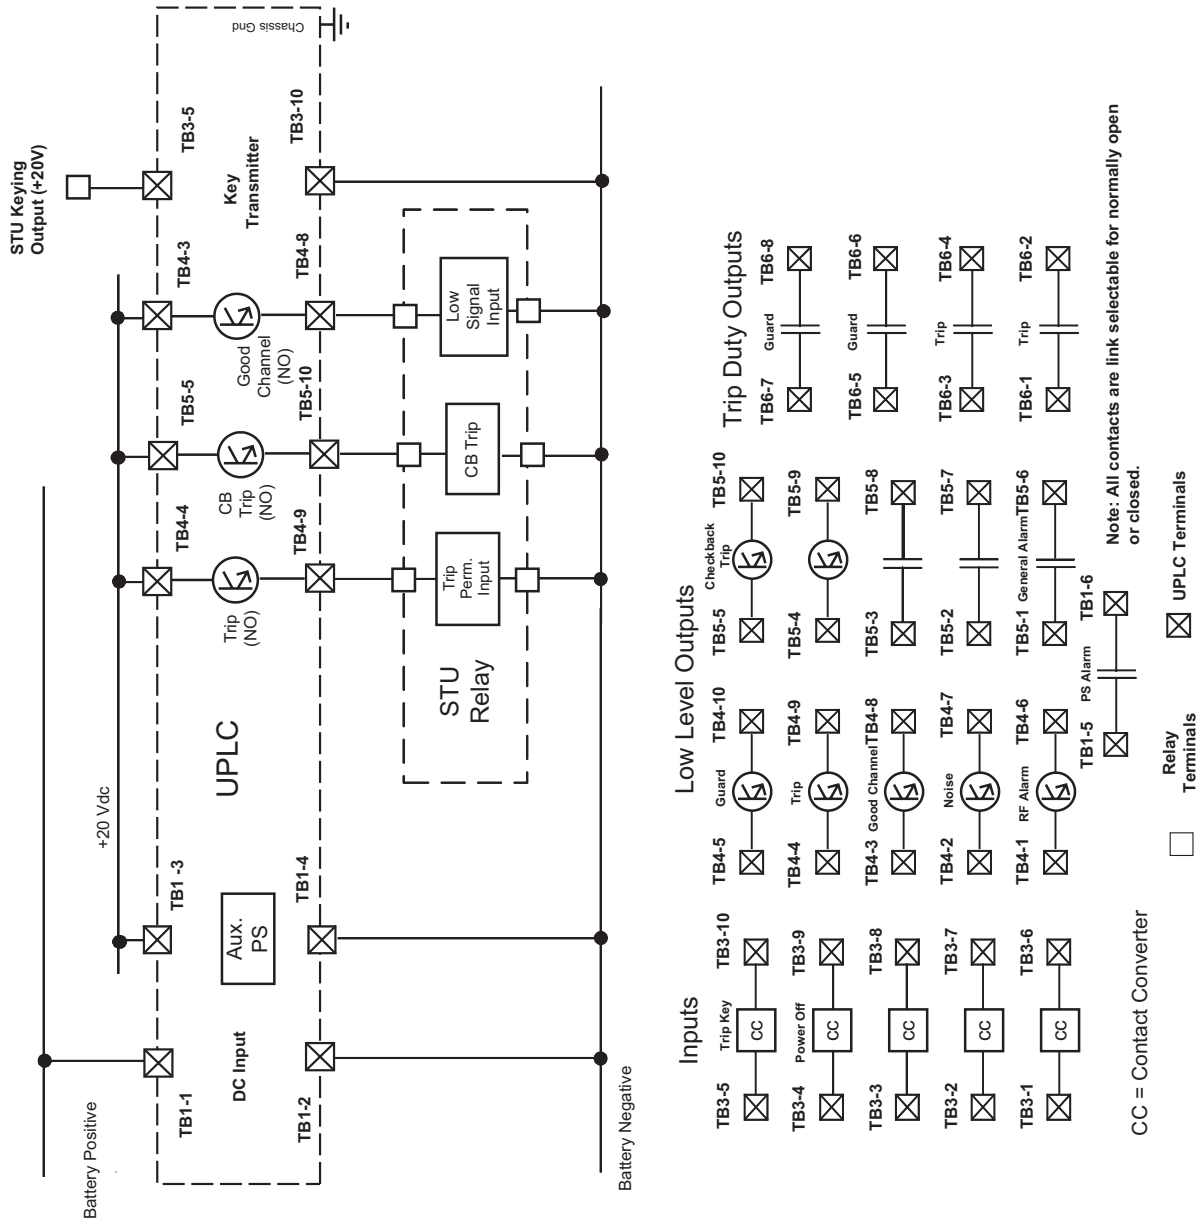 STU Keying
Output (+20V)
Chassis Gnd
Battery Positive
+20 Vdc
TB1-1
TB1 -3
TB4-4
TB5-5
TB4-3
TB3-5
DC Input
Aux.
PS
UPLC
Trip
(NO)
CB
Trip
(NO)
Good
Channel
(NO)
Key
Transmitter
TB1-2
TB1-4
TB4-9
TB5-10
TB4-8
TB3-10
STU
Relay
Trip
Perm.
Input
CB Trip
Low
Signal
Input
Battery Negative
Inputs
TB3-5
Trip Key
CC
TB3-10
TB3-4
Power Off
CC
TB3-9
TB3-3
CC
TB3-8
TB3-2
CC
TB3-7
TB3-1
CC
TB3-6
CC = Contact Converter
Low Level Outputs
TB4-5
Guard
TB4-10
TB4-4
Trip
TB4-9
TB4-3
Good Channel
TB4-8
TB4-2
Noise
TB4-7
TB4-1
RF Alarm
TB4-6
TB5-5
Checkback
Trip
TB5-10
TB5-4
TB5-9
TB5-3
TB5-8
TB5-2
TB5-7
TB5-1
General Alarm
TB5-6
TB1-5
PS Alarm
TB1-6
Trip Duty Outputs
TB6-7
Guard
TB6-8
TB6-5
Guard
TB6-6
TB6-3
Trip
TB6-4
TB6-1
Trip
TB6-2
Note: All contacts are link selectable for normally open
or closed.
Relay
Terminals
UPLC Terminals